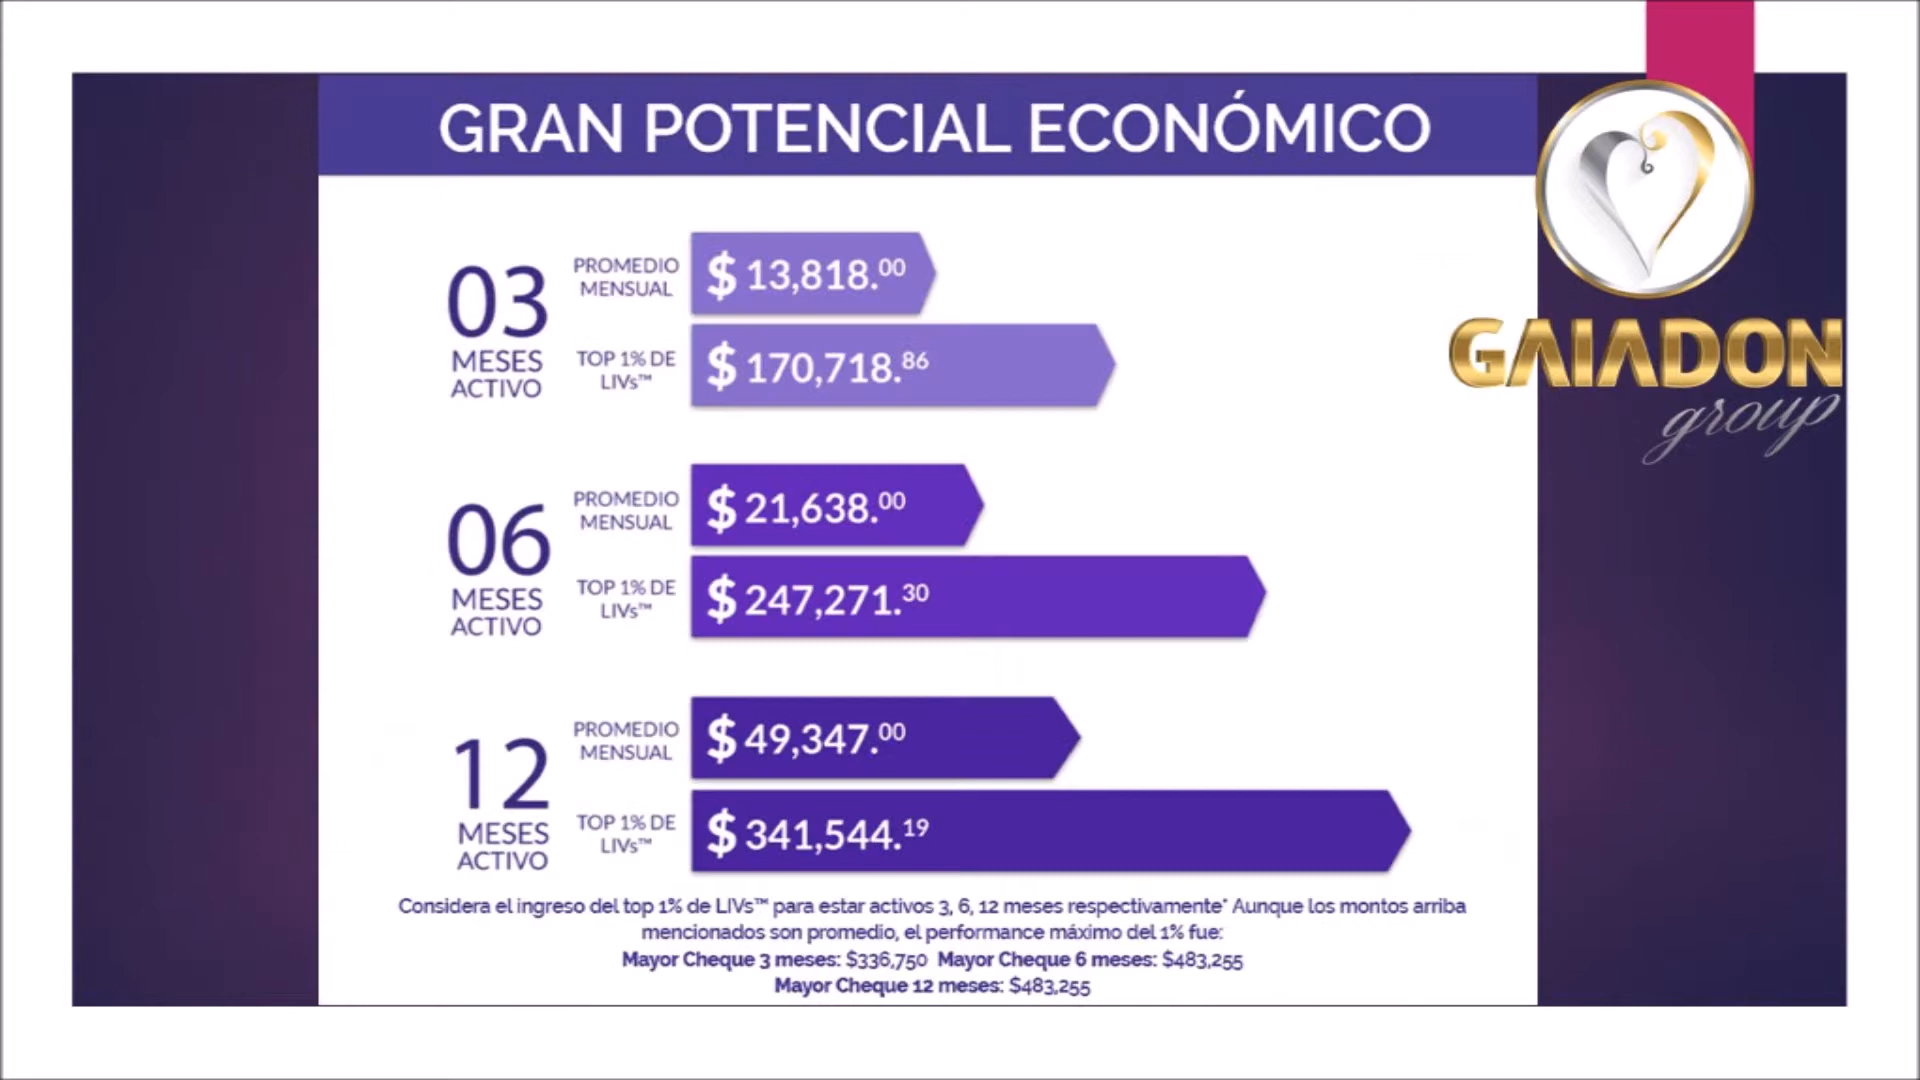 GRAN POTENCIAL ECONÓMICO
GAIADON
group
03
MESES
ACTIVO
PROMEDIO
MENSUAL
$ 13,818.00
TOP 1% DE
LIVs™
$ 170,718.86
06
MESES
ACTIVO
PROMEDIO
MENSUAL
$ 21,638.00
TOP 1% DE
LIVs™
$ 247,271.30
12
MESES
ACTIVO
PROMEDIO
MENSUAL
$ 49,347.00
TOP 1% DE
LIVs™
$ 341,544.19
Considera el ingreso del top 1% de LIVs™ para estar activos 3, 6, 12 meses respectivamente* Aunque los montos arriba
mencionados son promedio, el performance máximo del 1% fue:
Mayor Cheque 3 meses: $336,750 Mayor Cheque 6 meses: $483,255
Mayor Cheque 12 meses: $483,255